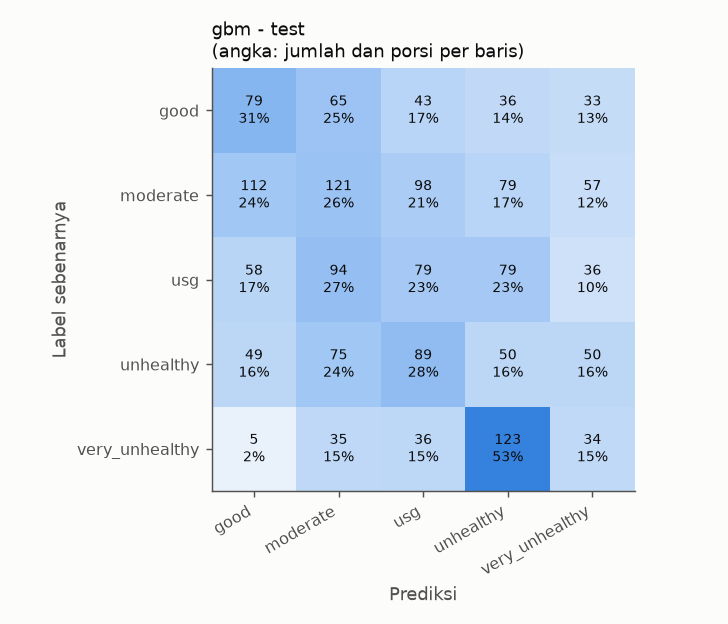 gbm - test
(angka: jumlah dan porsi per baris)
Label sebenarnya
good
79 65 43 36 33
31% 25% 17% 14% 13%
moderate
112 121 98 79 57
24% 26% 21% 17% 12%
usg
58 94 79 79 36
17% 27% 23% 23% 10%
unhealthy
49 75 89 50 50
16% 24% 28% 16% 16%
very_unhealthy
5 35 36 123 34
2% 15% 15% 53% 15%
good moderate usg unhealthy very_unhealthy
Prediksi